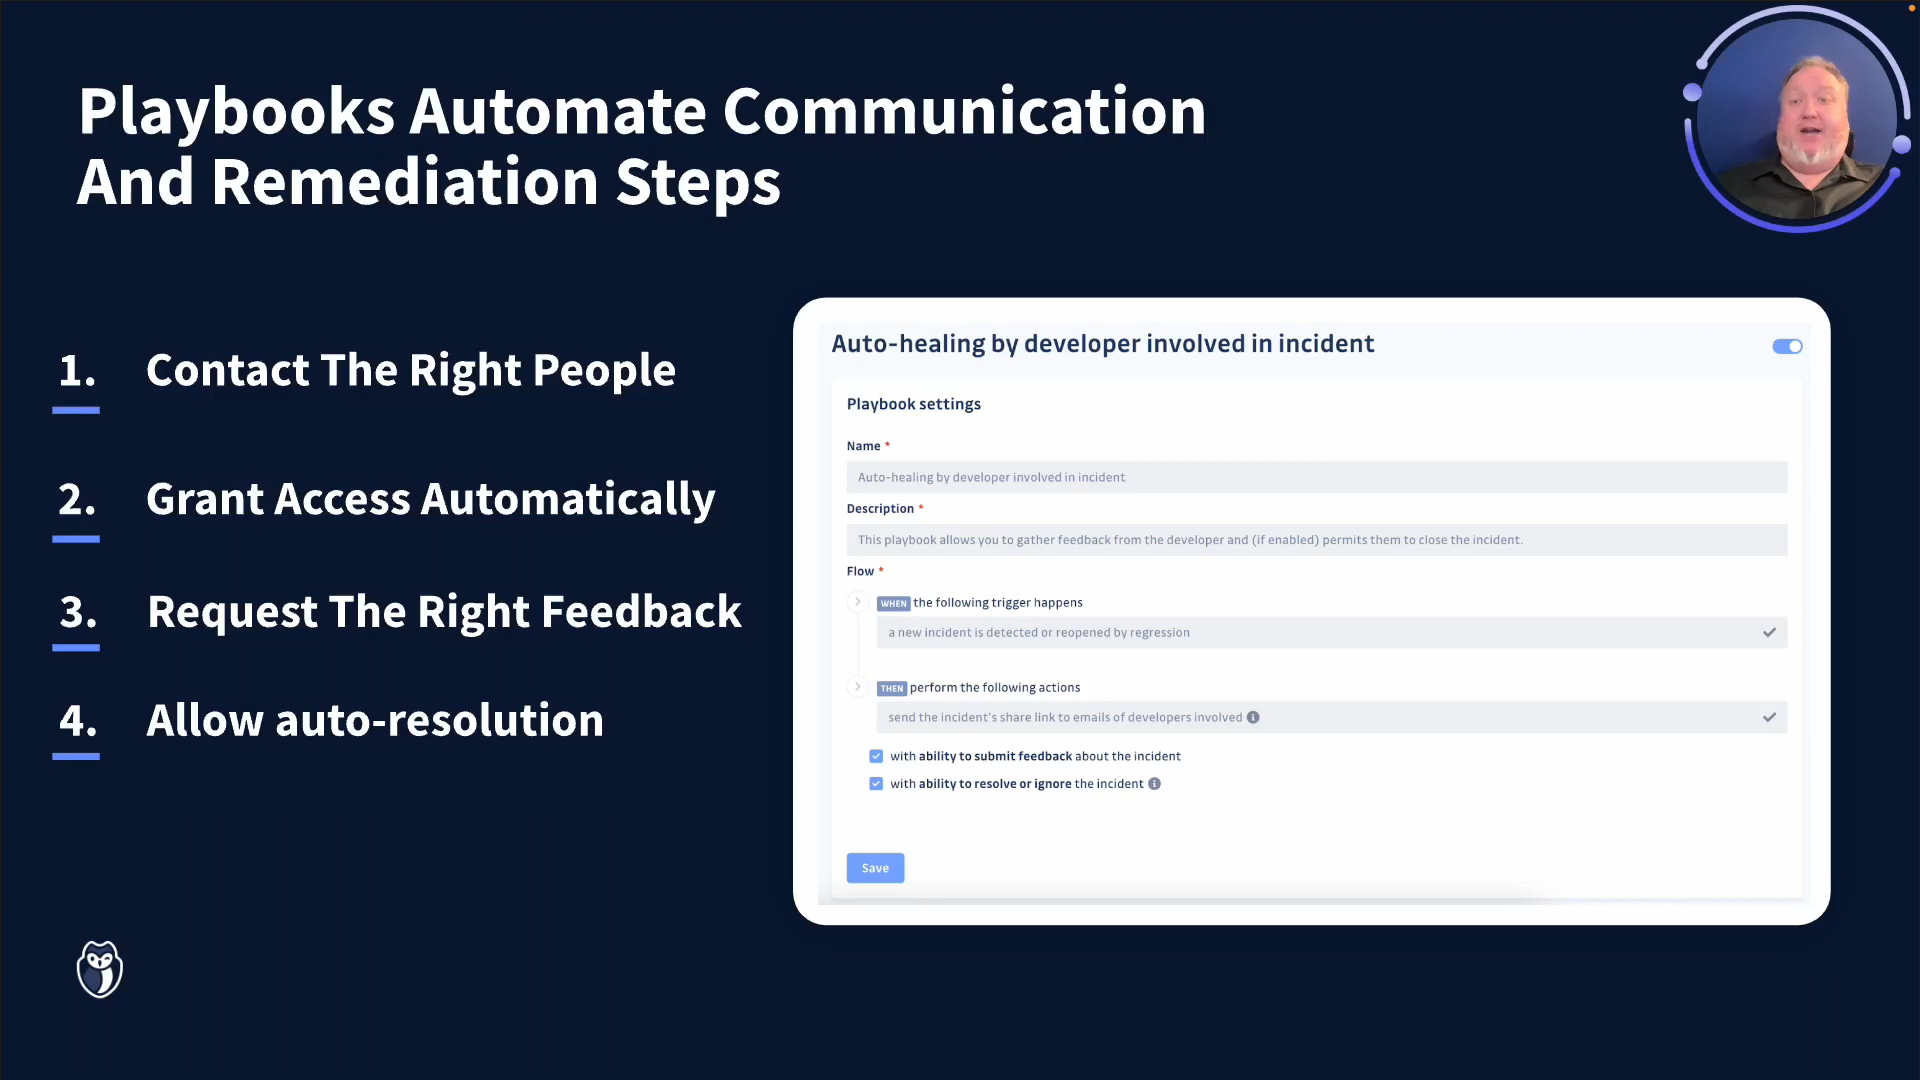 Playbooks Automate Communication
And Remediation Steps
1. Contact The Right People
2. Grant Access Automatically
3. Request The Right Feedback
4. Allow auto-resolution
Auto-healing by developer involved in incident
Playbook settings
Name *
Auto-healing by developer involved in incident
Description *
This playbook allows you to gather feedback from the developer and (if enabled) permits them to close the incident.
Flow *
WHEN the following trigger happens
a new incident is detected or reopened by regression
THEN perform the following actions
send the incident's share link to emails of developers involved
with ability to submit feedback about the incident
with ability to resolve or ignore the incident
Save